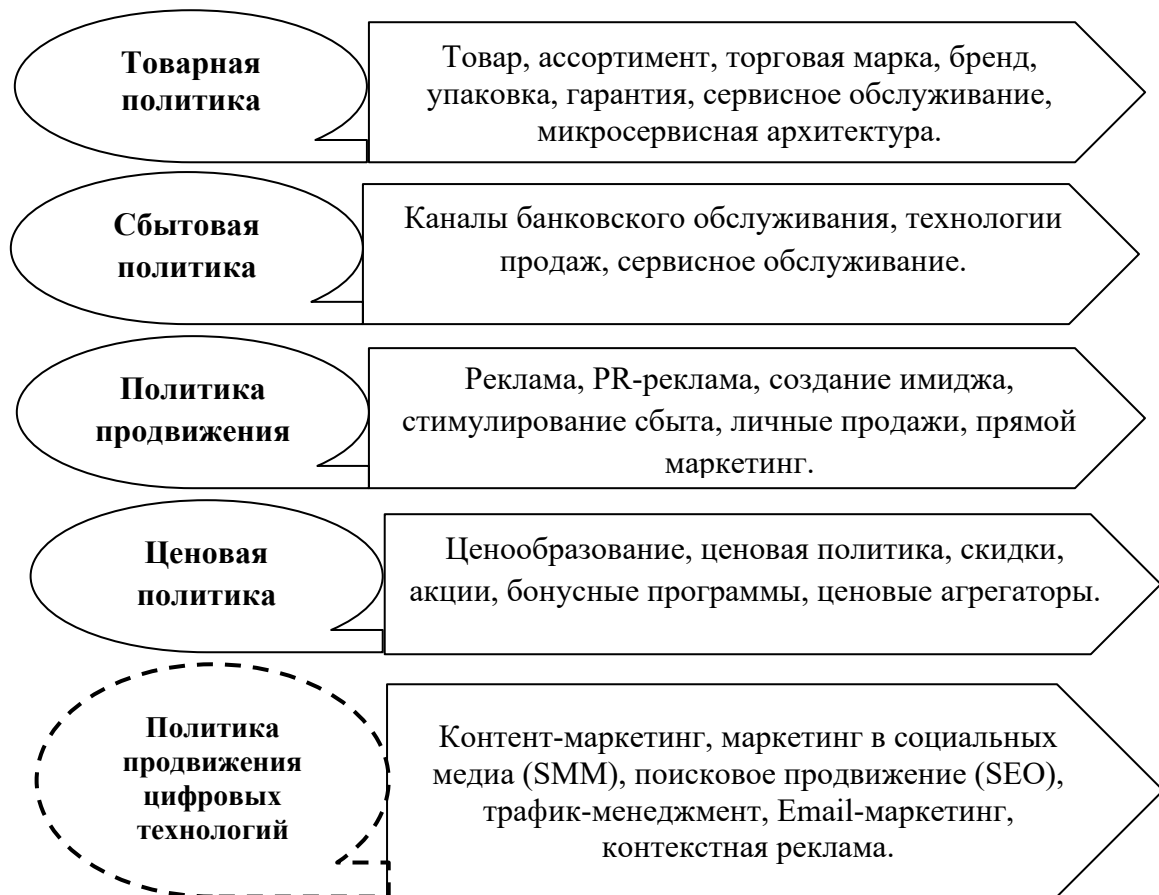 Товарная
политика
Товар, ассортимент, торговая марка, бренд,
упаковка, гарантия, сервисное обслуживание,
микросервисная архитектура.
Сбытовая
политика
Каналы банковского обслуживания, технологии
продаж, сервисное обслуживание.
Политика
продвижения
Реклама, PR-реклама, создание имиджа,
стимулирование сбыта, личные продажи, прямой
маркетинг.
Ценовая
политика
Ценообразование, ценовая политика, скидки,
акции, бонусные программы, ценовые агрегаторы.
Политика
продвижения
цифровых
технологий
Контент-маркетинг, маркетинг в социальных
медиа (SMM), поисковое продвижение (SEO),
трафик-менеджмент, Email-маркетинг,
контекстная реклама.